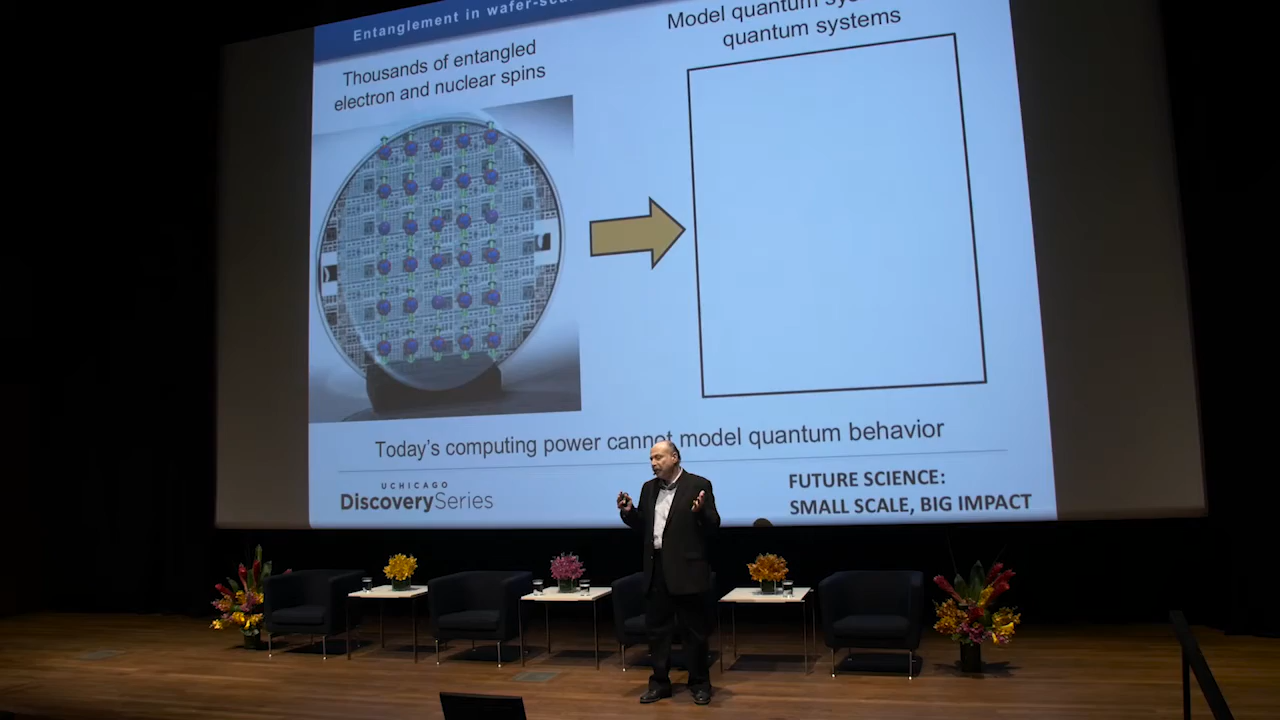 Entanglement in
Thousands of entangled
electron and nuclear spins
Model quantum
quantum systems
Today's computing power cannot model quantum behavior
UCHICAGO
DiscoverySeries
FUTURE SCIENCE:
SMALL SCALE, BIG IMPACT